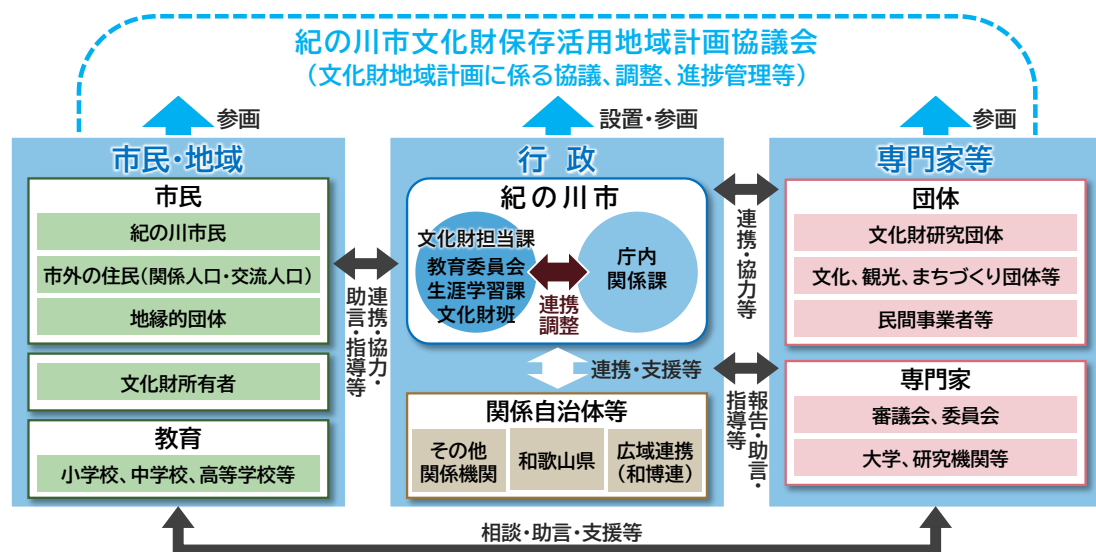 紀の川市文化財保存活用地域計画協議会
（文化財地域計画に係る協議、調整、進捗管理等）
参画
設置・参画
参画
市民・地域
市民
紀の川市民
市外の住民（関係人口・交流人口）
地縁的団体
文化財所有者
教育
小学校、中学校、高等学校等
連携・協力・
助言・指導等
行 政
紀の川市
文化財担当課
教育委員会
生涯学習課
文化財班
連携
調整
庁内
関係課
連携・支援等
関係自治体等
その他
関係機関
和歌山県
広域連携
（和博連）
連携・協力等
報告・助言・
指導等
専門家等
団体
文化財研究団体
文化、観光、まちづくり団体等
民間事業者等
専門家
審議会、委員会
大学、研究機関等
相談・助言・支援等